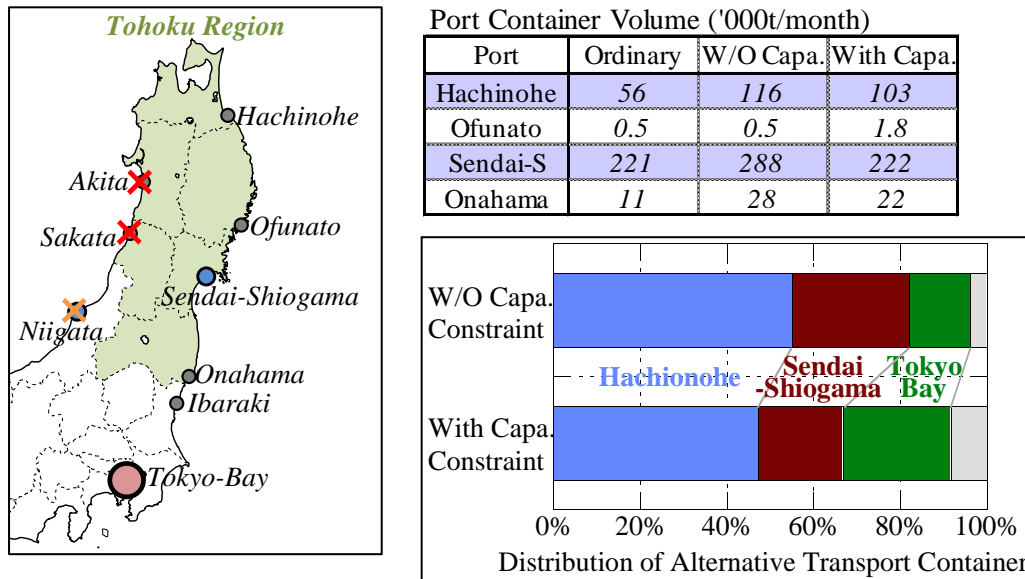 Tohoku Region
Hachinohe
Akita
Ofunato
Sakata
Sendai-Shiogama
Niigata
Onahama
Ibaraki
Tokyo-Bay
Port Container Volume ('000t/month)
Port Ordinary W/O Capa. With Capa.
Hachinohe 56 116 103
Ofunato 0.5 0.5 1.8
Sendai-S 221 288 222
Onahama 11 28 22
W/O Capa.
Constraint
Hachionohe
Sendai
-Shiogama
Tokyo
Bay
With Capa.
Constraint
0% 20% 40% 60% 80% 100%
Distribution of Alternative Transport Container